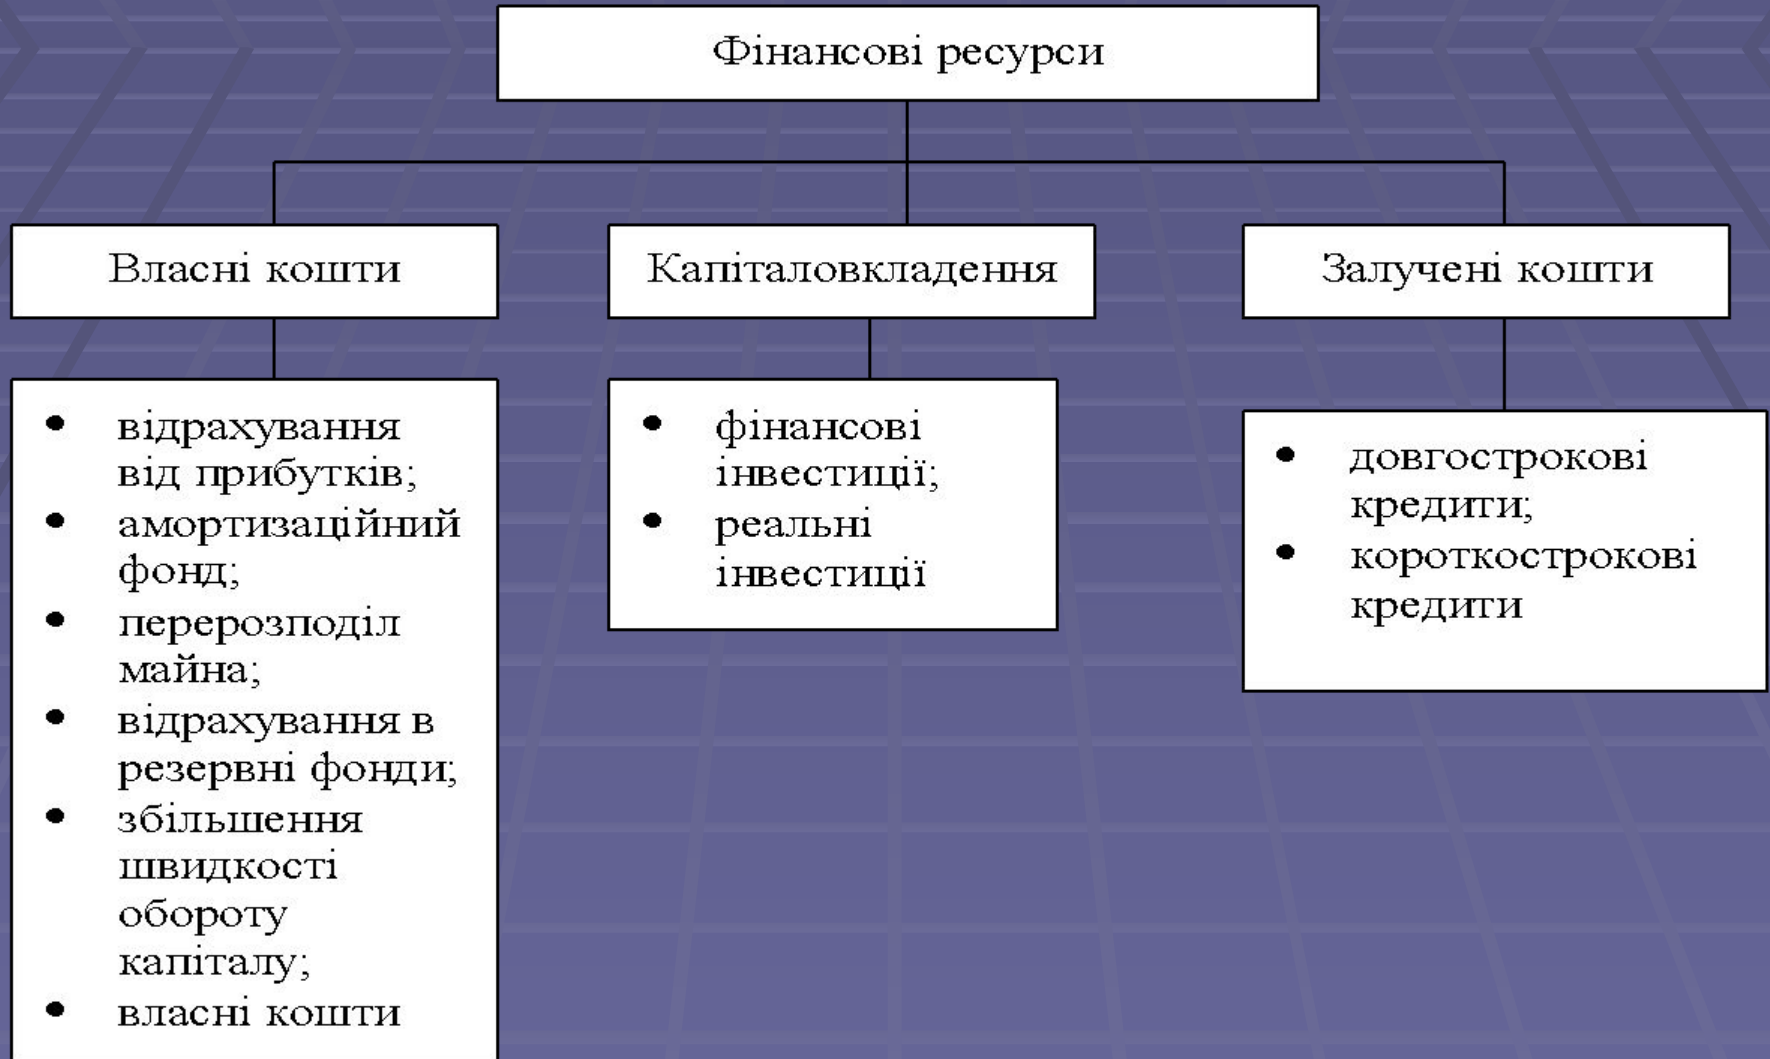 Фінансові ресурси
Власні кошти
Капіталовкладення
Залучені кошти
• відрахування
від прибутків;
• амортизаційний
фонд;
• перерозподіл
майна;
• відрахування в
резервні фонди;
• збільшення
швидкості
обороту
капіталу;
• власні кошти
• фінансові
інвестиції;
• реальні
інвестиції
• довгострокові
кредити;
• короткострокові
кредити